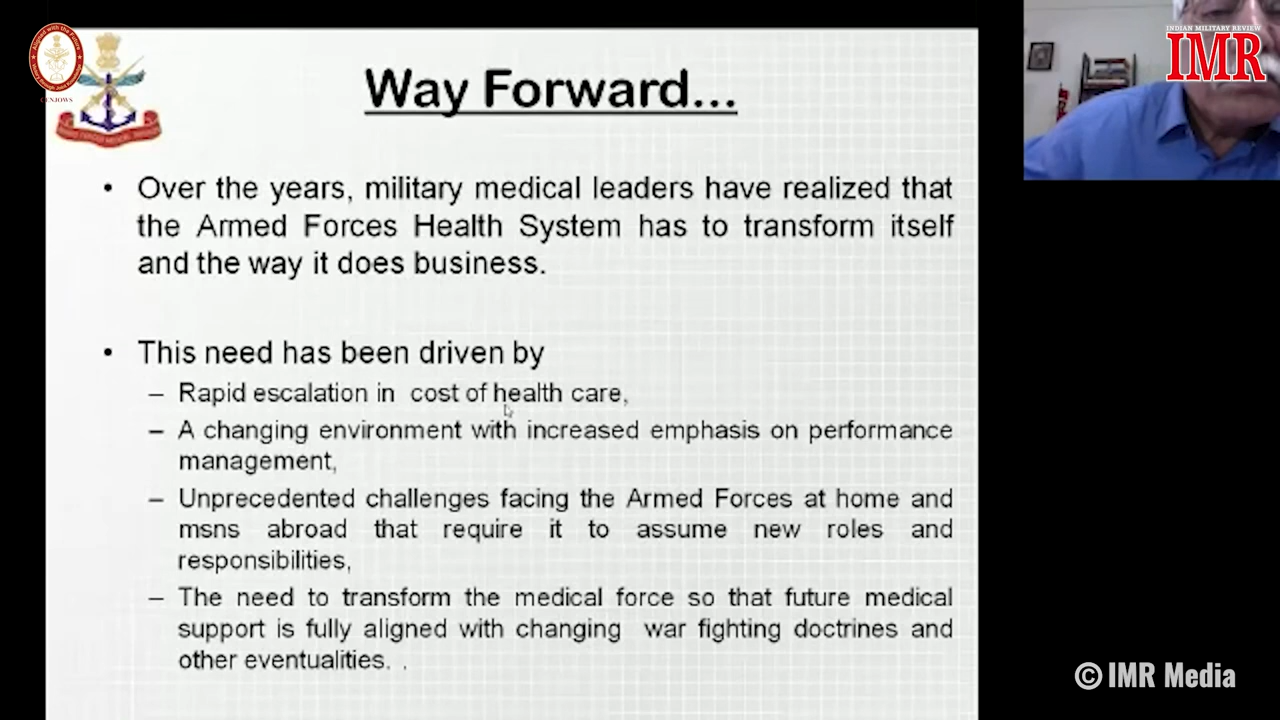 Way Forward...
• Over the years, military medical leaders have realized that
the Armed Forces Health System has to transform itself
and the way it does business.
• This need has been driven by
– Rapid escalation in cost of health care,
– A changing environment with increased emphasis on performance
management,
– Unprecedented challenges facing the Armed Forces at home and
msns abroad that require it to assume new roles and
responsibilities,
– The need to transform the medical force so that future medical
support is fully aligned with changing war fighting doctrines and
other eventualities. .
CENJOWS
INDIAN MILITARY REVIEW
IMR
© IMR Media